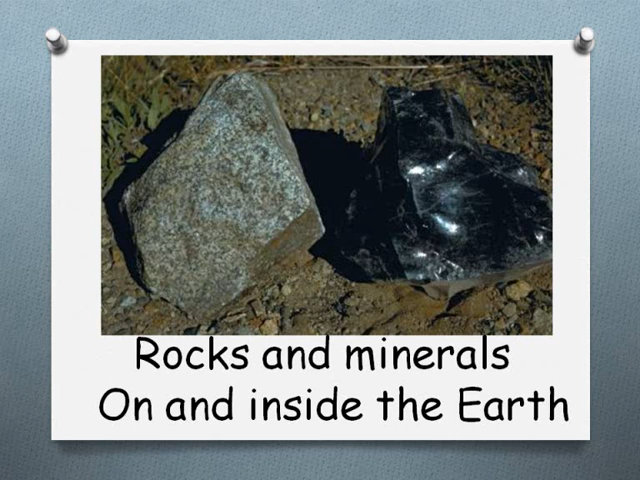 Rocks and minerals
On and inside the Earth